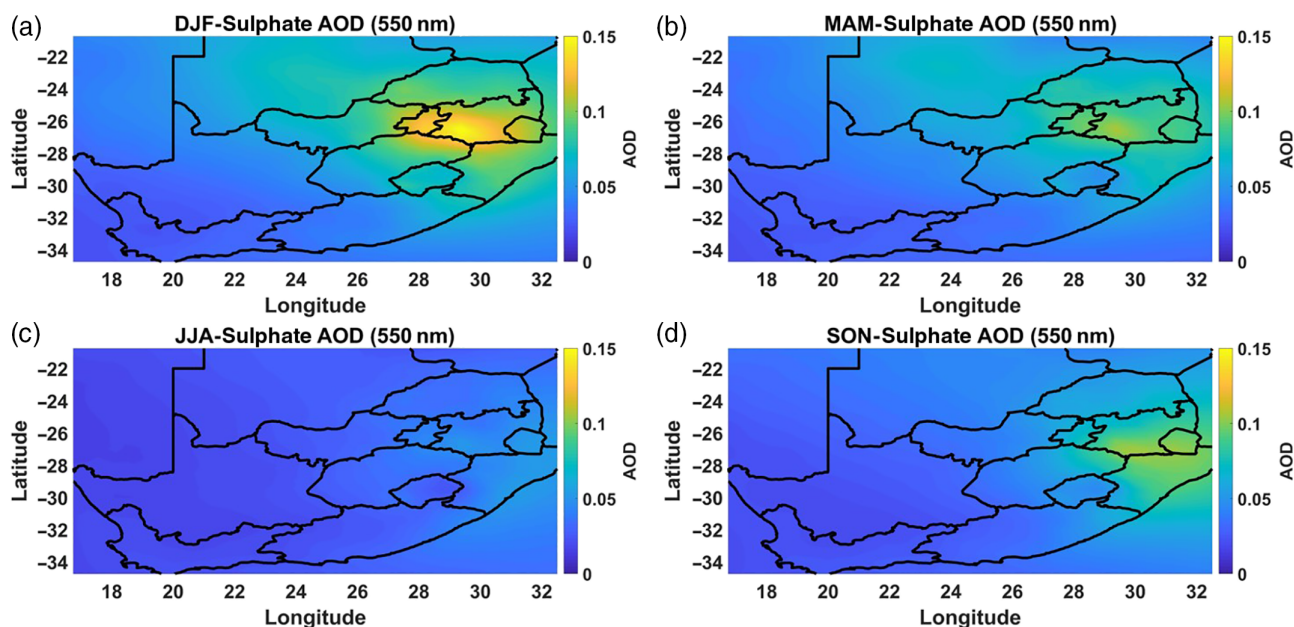 (a)
DJF-Sulphate AOD (550 nm)
Latitude
−22
−24
−26
−28
−30
−32
−34
18 20 22 24 26 28 30 32
Longitude
0.15
0.1
0.05
0
AOD
(b)
MAM-Sulphate AOD (550 nm)
Latitude
−22
−24
−26
−28
−30
−32
−34
18 20 22 24 26 28 30 32
Longitude
0.15
0.1
0.05
0
AOD
(c)
JJA-Sulphate AOD (550 nm)
Latitude
−22
−24
−26
−28
−30
−32
−34
18 20 22 24 26 28 30 32
Longitude
0.15
0.1
0.05
0
AOD
(d)
SON-Sulphate AOD (550 nm)
Latitude
−22
−24
−26
−28
−30
−32
−34
18 20 22 24 26 28 30 32
Longitude
0.15
0.1
0.05
0
AOD